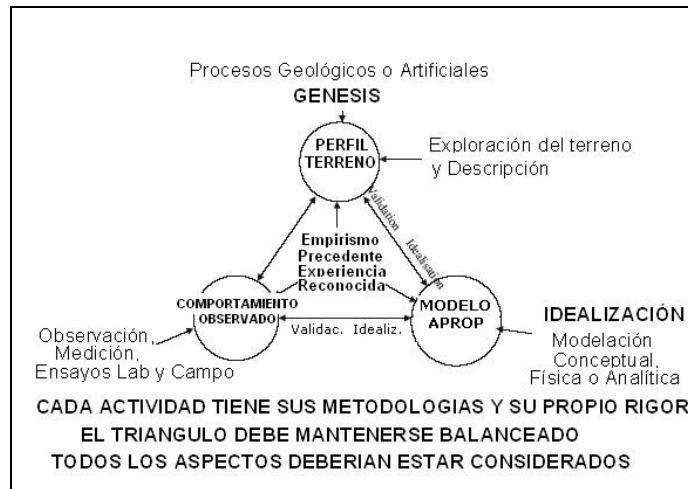 Procesos Geológicos o Artificiales
GENESIS
PERFIL
TERRENO
Exploración del terreno
y Descripción
Validation Idealisation
Empirismo
Precedente
Experiencia
Reconocida
COMPORTAMIENTO
OBSERVADO
Validac. Idealiz.
MODELO
APROP
Observación,
Medición,
Ensayos Lab y Campo
IDEALIZACIÓN
Modelación
Conceptual,
Física o Analítica
CADA ACTIVIDAD TIENE SUS METODOLOGIAS Y SU PROPIO RIGOR
EL TRIANGULO DEBE MANTENERSE BALANCEADO
TODOS LOS ASPECTOS DEBERIAN ESTAR CONSIDERADOS